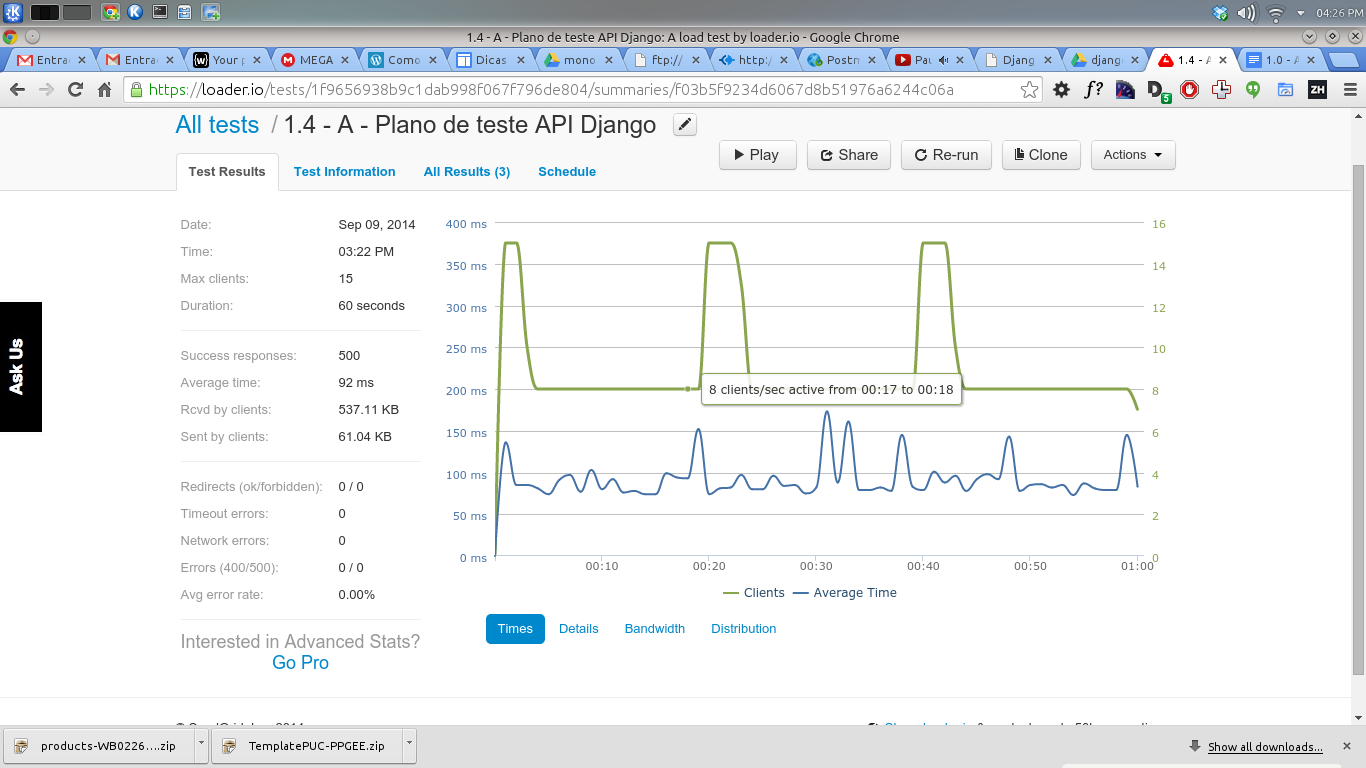 04:26 PM
1.4 - A - Plano de teste API Django: A load test by loader.io - Google Chrome
Entra
Entra
Your p
MEGA
Como
Dicas
mono
ftp://
http:/
Postm
Pau
Djang
djang
1.4 - A
1.0 - A
https://loader.io/tests/1f9656938b9c1dab998f067f796de804/summaries/f03b5f9234d6067d8b51976a6244c06a
f?
D 5
ZH
All tests / 1.4 - A - Plano de teste API Django
Play
Share
Re-run
Clone
Actions
Test Results
Test Information
All Results (3)
Schedule
Ask Us
Date: Sep 09, 2014
Time: 03:22 PM
Max clients: 15
Duration: 60 seconds
Success responses: 500
Average time: 92 ms
Rcvd by clients: 537.11 KB
Sent by clients: 61.04 KB
Redirects (ok/forbidden): 0 / 0
Timeout errors: 0
Network errors: 0
Errors (400/500): 0 / 0
Avg error rate: 0.00%
Interested in Advanced Stats?
Go Pro
400 ms 16
350 ms 14
300 ms 12
250 ms 10
200 ms 8
150 ms 6
100 ms 4
50 ms 2
0 ms 0
8 clients/sec active from 00:17 to 00:18
00:10 00:20 00:30 00:40 00:50 01:00
Clients Average Time
Times
Details
Bandwidth
Distribution
products-WB0226....zip
TemplatePUC-PPGEE.zip
Show all downloads...